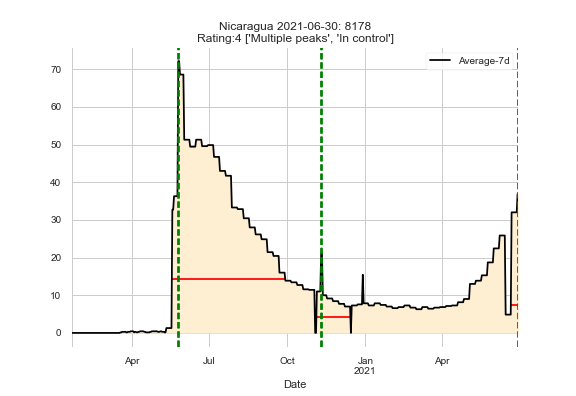 Nicaragua 2021-06-30: 8178
Rating:4 ['Multiple peaks', 'In control']
Average-7d
70
60
50
40
30
20
10
0
Apr
Jul
Oct
Jan
2021
Apr
Date